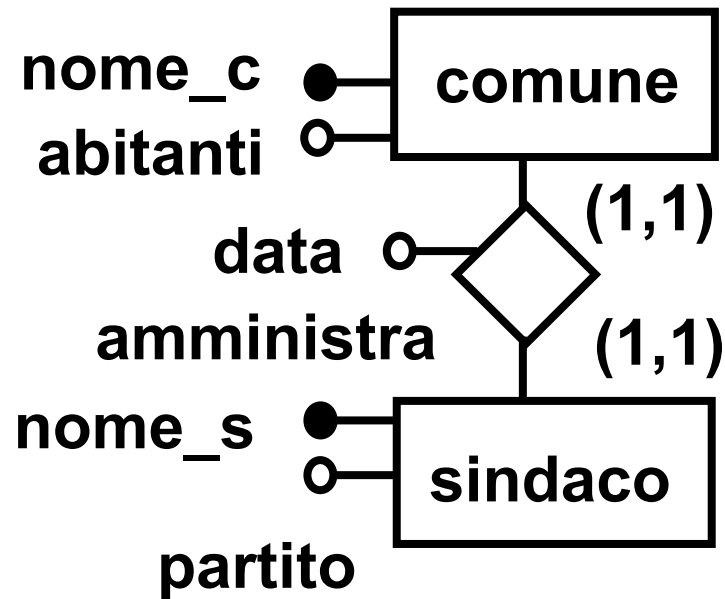 nome_c
comune
abitanti
(1,1)
data
amministra
(1,1)
nome_s
sindaco
partito